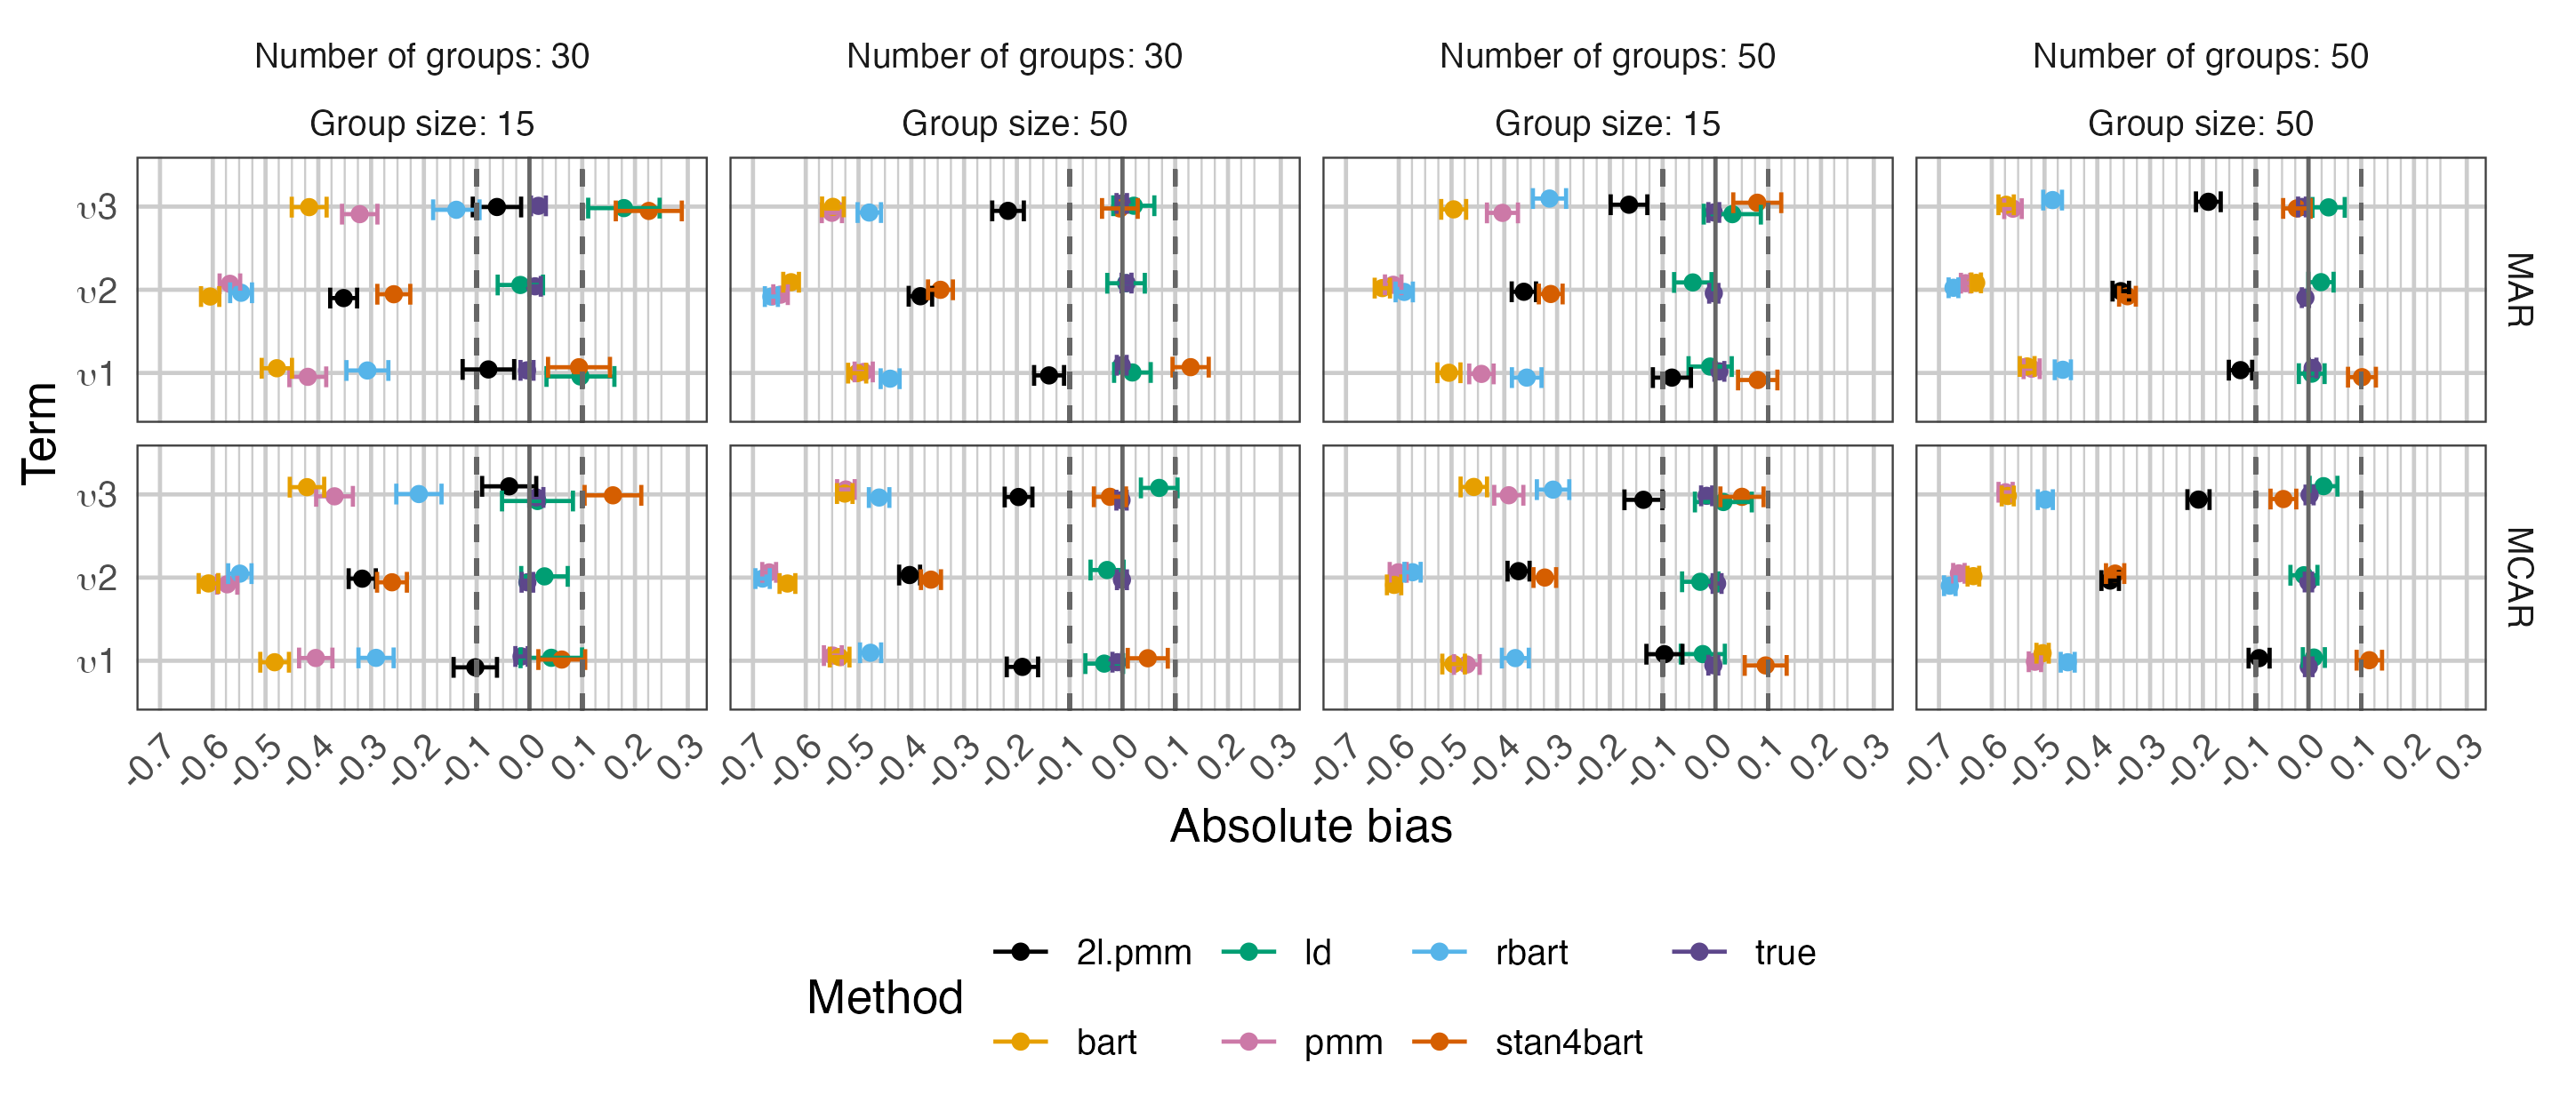 Number of groups: 30 Number of groups: 30 Number of groups: 50 Number of groups: 50
Group size: 15 Group size: 50 Group size: 15 Group size: 50
Term
υ3
υ2
υ1
MAR
υ3
υ2
υ1
MCAR
-0.7 -0.6 -0.5 -0.4 -0.3 -0.2 -0.1 0.0 0.1 0.2 0.3 -0.7 -0.6 -0.5 -0.4 -0.3 -0.2 -0.1 0.0 0.1 0.2 0.3 -0.7 -0.6 -0.5 -0.4 -0.3 -0.2 -0.1 0.0 0.1 0.2 0.3 -0.7 -0.6 -0.5 -0.4 -0.3 -0.2 -0.1 0.0 0.1 0.2 0.3
Absolute bias
Method
2l.pmm ld rbart true
bart pmm stan4bart